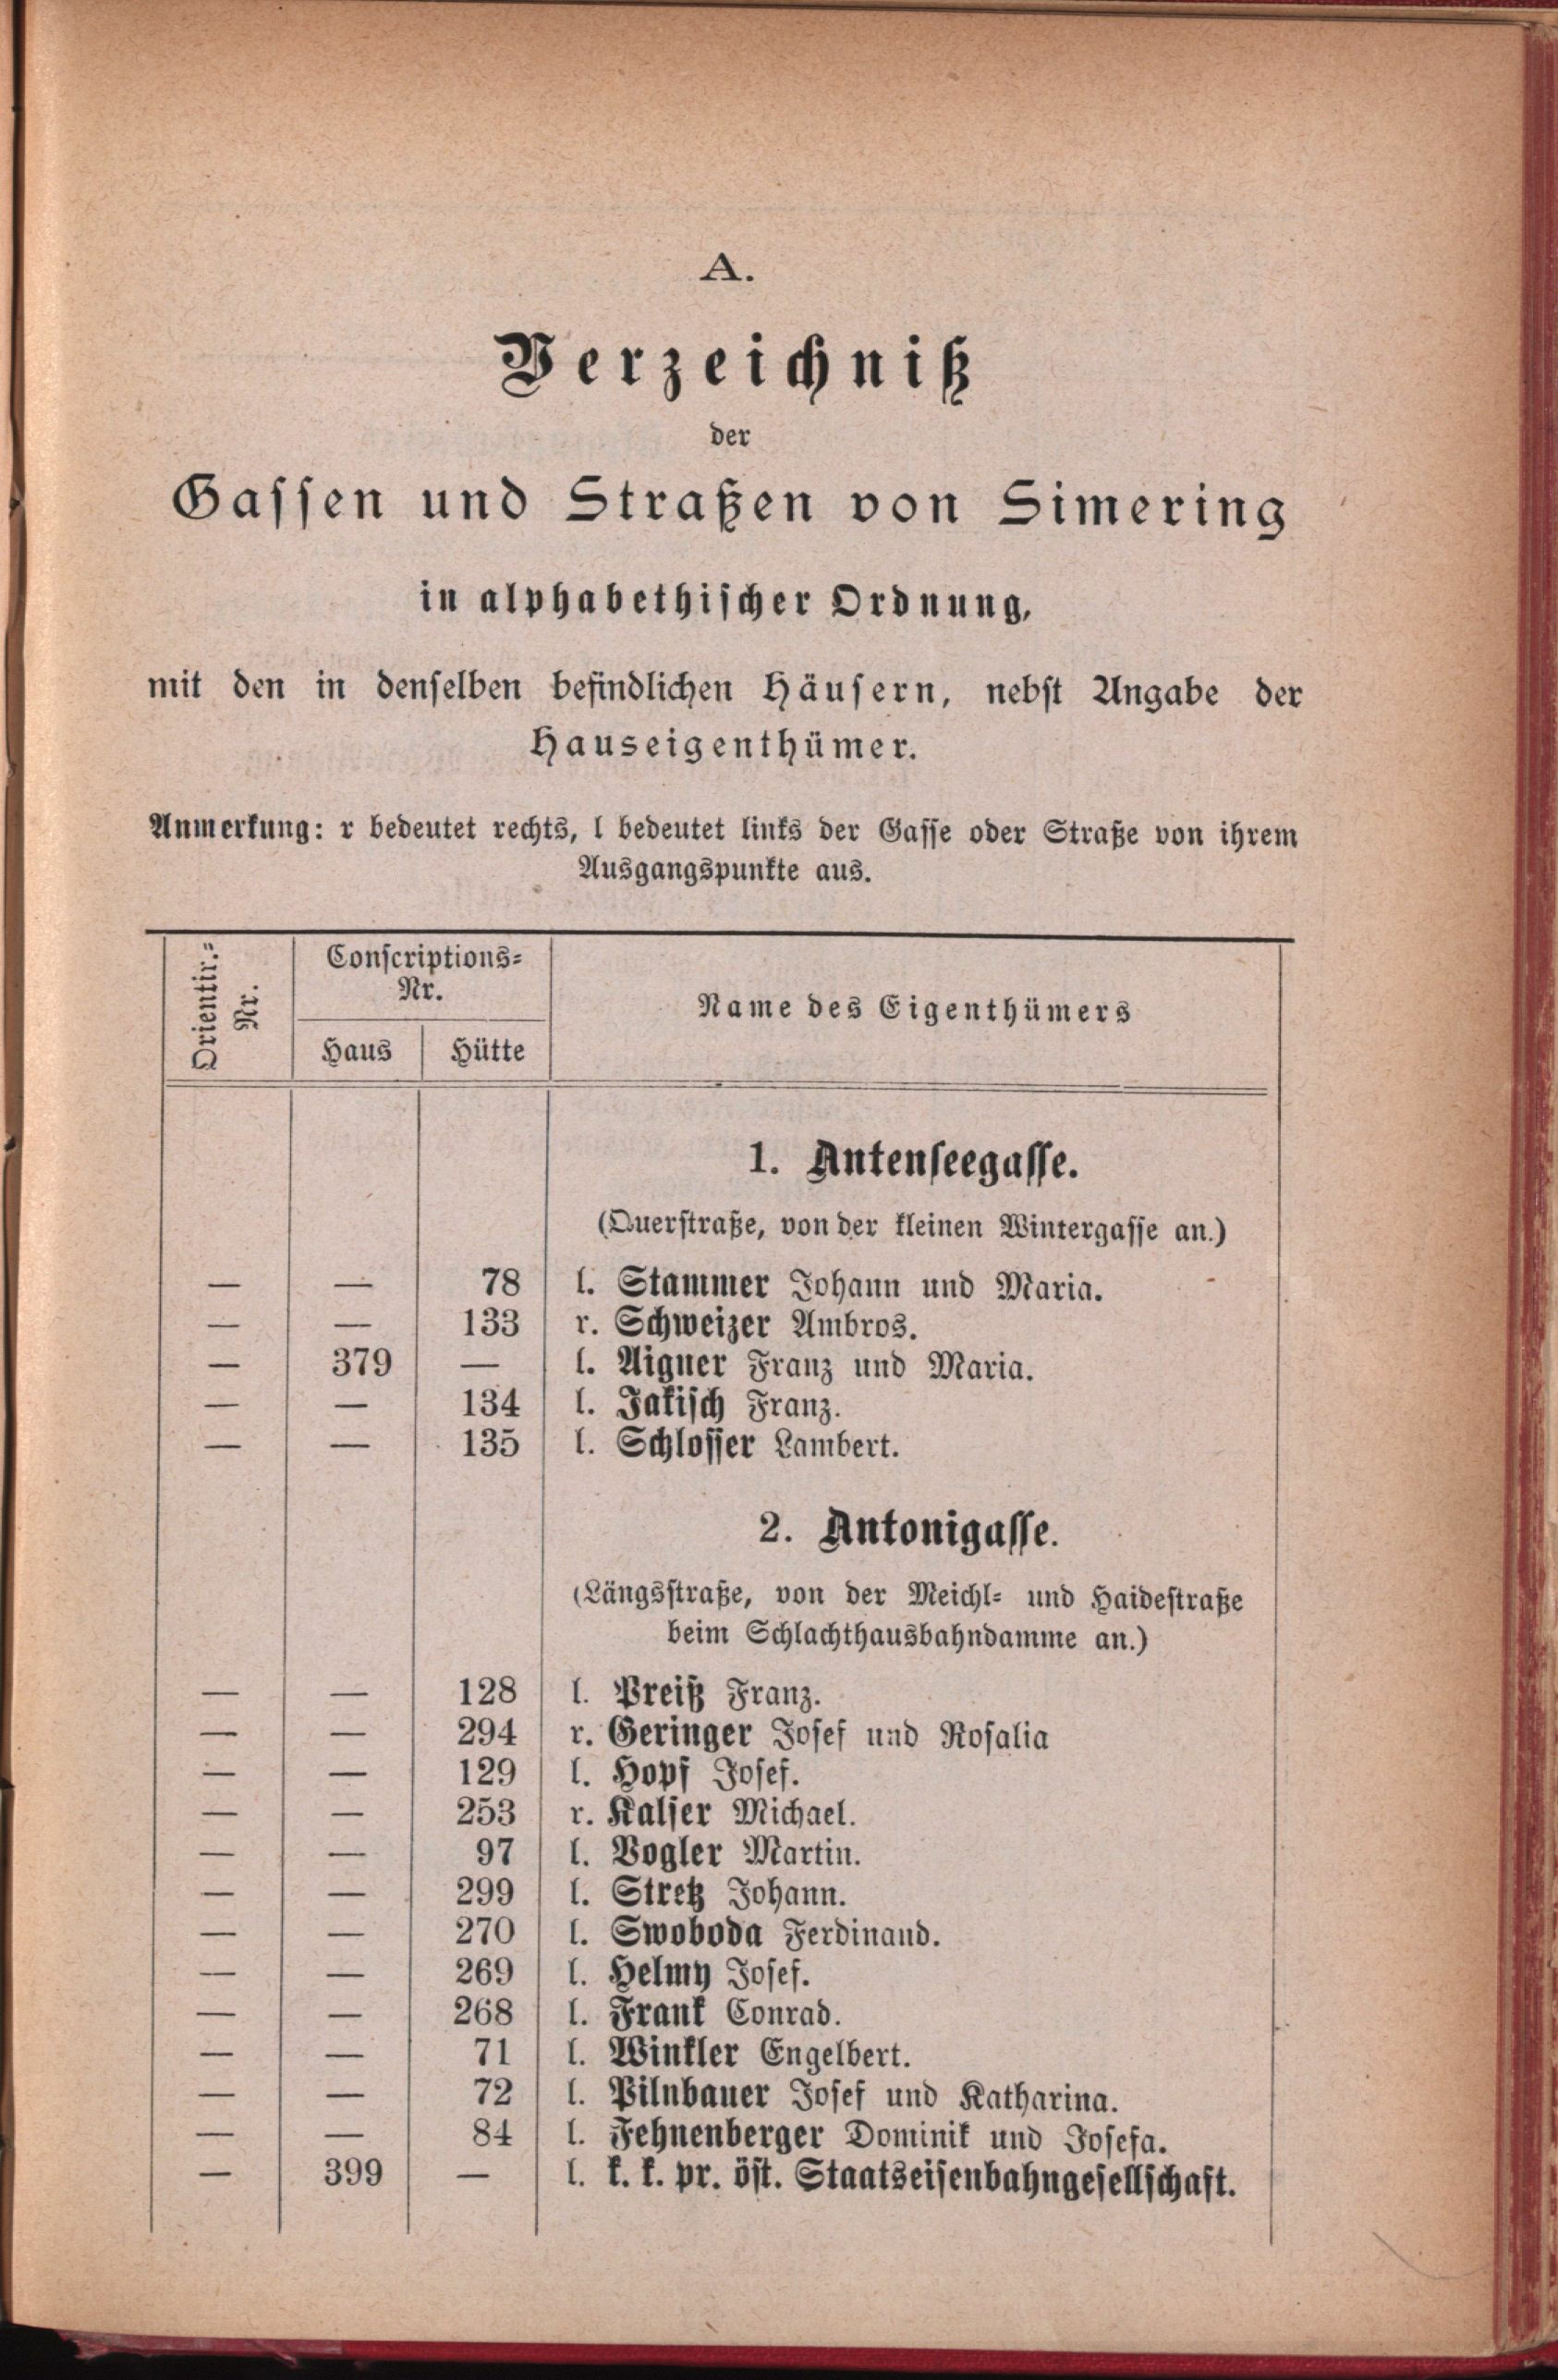 A.
Verzeichniß
der
Gassen und Straßen von Simering
in alphabethischer Ordnung,
mit den in denselben befindlichen Häusern, nebst Angabe der
Hauseigenthümer.
Anmerkung: r bedeutet rechts, l bedeutet links der Gasse oder Straße von ihrem
Ausgangspunkte aus.
Orientir.-
Nr.
Conscriptions-
Nr.
Haus Hütte
Name des Eigenthümers
1. Antenseegasse.
(Querstraße, von der kleinen Wintergasse an.)
— — 78 l. Stammer Johann und Maria.
— — 133 r. Schweizer Ambros.
— 379 — l. Aigner Franz und Maria.
— — 134 l. Jakisch Franz.
— — 135 l. Schlosser Lambert.
2. Antonigasse.
(Längsstraße, von der Meichl- und Haidestraße
beim Schlachthausbahndamme an.)
— — 128 l. Preiß Franz.
— — 294 r. Geringer Josef und Rosalia
— — 129 l. Hopf Josef.
— — 253 r. Kalser Michael.
— — 97 l. Vogler Martin.
— — 299 l. Stretz Johann.
— — 270 l. Swoboda Ferdinand.
— — 269 l. Helmy Josef.
— — 268 l. Frank Conrad.
— — 71 l. Winkler Engelbert.
— — 72 l. Pilnbauer Josef und Katharina.
— — 84 l. Fehnenberger Dominik und Josefa.
— 399 — l. k. k. pr. öst. Staatseisenbahngesellschaft.